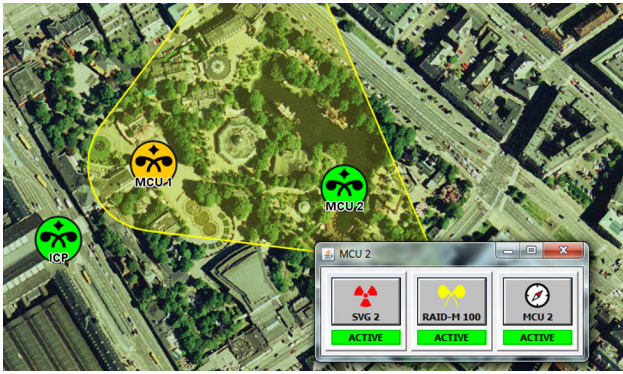 MCU 1
MCU 2
ICP
MCU 2
SVG 2
RAID-M 100
MCU 2
ACTIVE
ACTIVE
ACTIVE